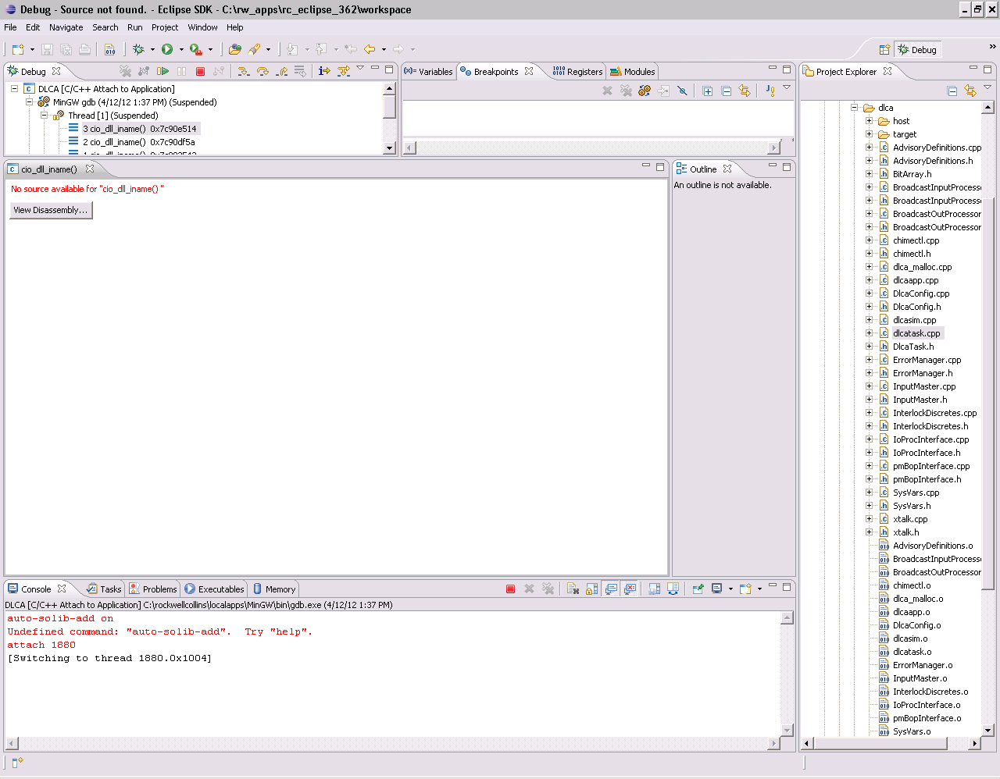 Debug - Source not found. - Eclipse SDK - C:\rw_apps\rc_eclipse_362\workspace
File Edit Navigate Search Run Project Window Help
Debug
Debug
DLCA [C/C++ Attach to Application]
MinGW gdb (4/12/12 1:37 PM) (Suspended)
Thread [1] (Suspended)
3 cio_dll_iname() 0x7c90e514
2 cio_dll_iname() 0x7c90df5a
(x)= Variables
Breakpoints
Registers
Modules
cio_dll_iname()
No source available for "cio_dll_iname() "
View Disassembly...
Outline
An outline is not available.
Project Explorer
dlca
host
target
AdvisoryDefinitions.cpp
AdvisoryDefinitions.h
BitArray.h
BroadcastInputProcess
BroadcastInputProcess
BroadcastOutProcessor
BroadcastOutProcessor
chimectl.cpp
chimectl.h
dlca_malloc.cpp
dlcaapp.cpp
DlcaConfig.cpp
DlcaConfig.h
dlcasim.cpp
dlcatask.cpp
DlcaTask.h
ErrorManager.cpp
ErrorManager.h
InputMaster.cpp
InputMaster.h
InterlockDiscretes.cpp
InterlockDiscretes.h
IoProcInterface.cpp
IoProcInterface.h
pmBopInterface.cpp
pmBopInterface.h
SysVars.cpp
SysVars.h
xtalk.cpp
xtalk.h
AdvisoryDefinitions.o
BroadcastInputProcess
BroadcastOutProcessor
chimectl.o
dlca_malloc.o
dlcaapp.o
DlcaConfig.o
dlcasim.o
dlcatask.o
ErrorManager.o
InputMaster.o
InterlockDiscretes.o
IoProcInterface.o
pmBopInterface.o
SysVars.o
Console
Tasks
Problems
Executables
Memory
DLCA [C/C++ Attach to Application] C:\rockwellcollins\localapps\MinGW\bin\gdb.exe (4/12/12 1:37 PM)
auto-solib-add on
Undefined command: "auto-solib-add".  Try "help".
attach 1880
[Switching to thread 1880.0x1004]